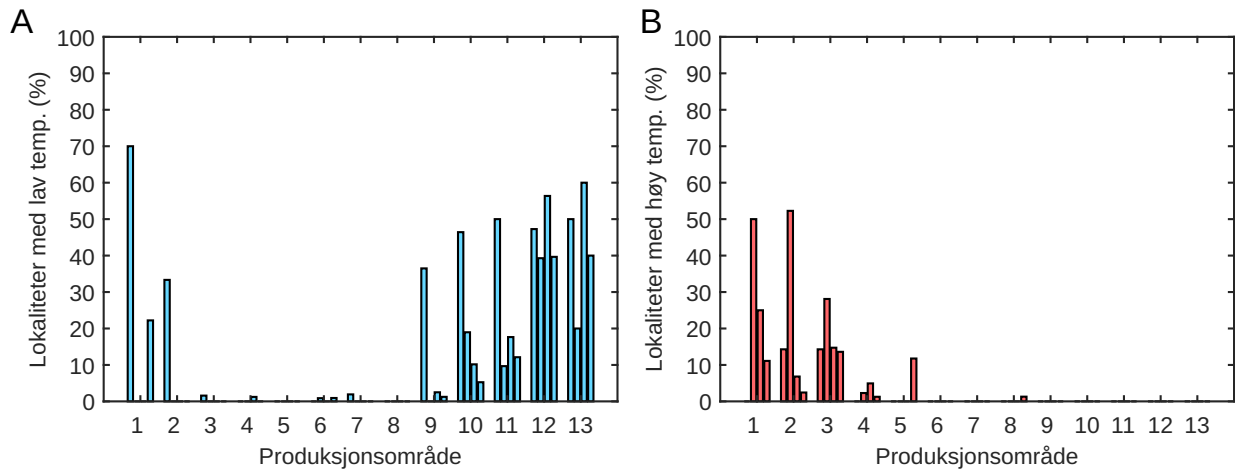 A
Lokaliteter med lav temp. (%)
100
90
80
70
60
50
40
30
20
10
0
1 2 3 4 5 6 7 8 9 10 11 12 13
Produksjonsområde
B
Lokaliteter med høy temp. (%)
100
90
80
70
60
50
40
30
20
10
0
1 2 3 4 5 6 7 8 9 10 11 12 13
Produksjonsområde